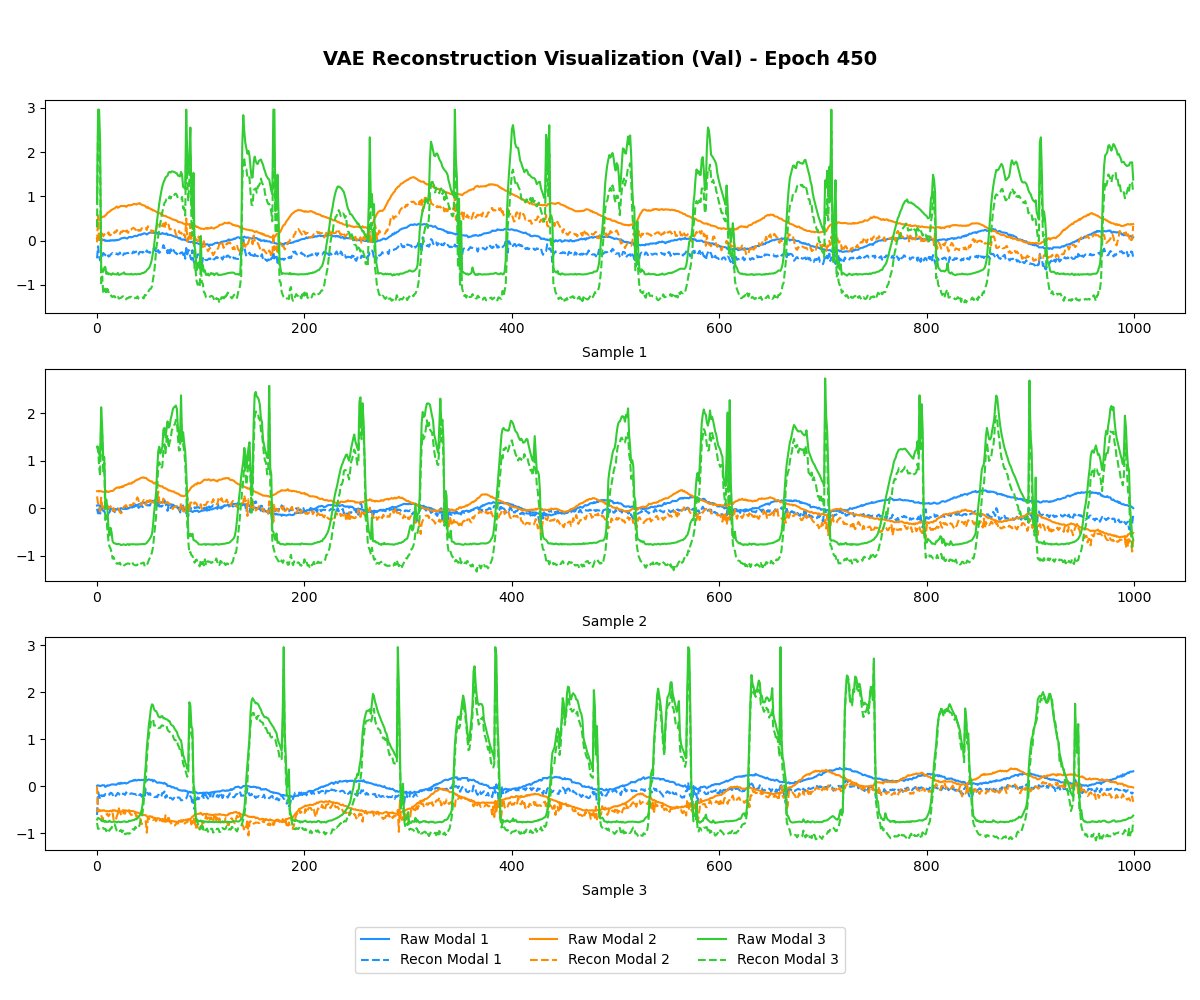 VAE Reconstruction Visualization (Val) - Epoch 450
3
2
1
0
−1
0 200 400 600 800 1000
Sample 1
2
1
0
−1
0 200 400 600 800 1000
Sample 2
3
2
1
0
−1
0 200 400 600 800 1000
Sample 3
Raw Modal 1 Raw Modal 2 Raw Modal 3
Recon Modal 1 Recon Modal 2 Recon Modal 3